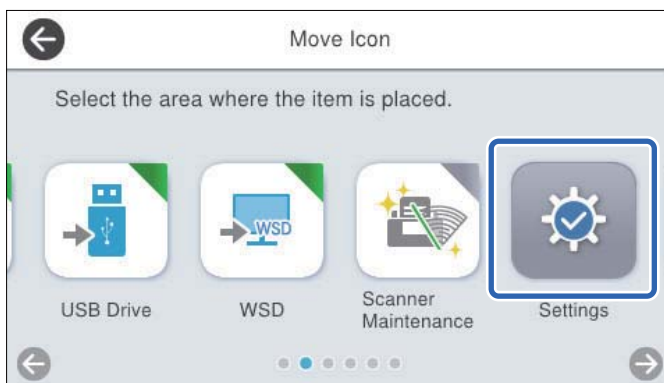 Move Icon
Select the area where the item is placed.
WSD
USB Drive
WSD
Scanner
Maintenance
Settings